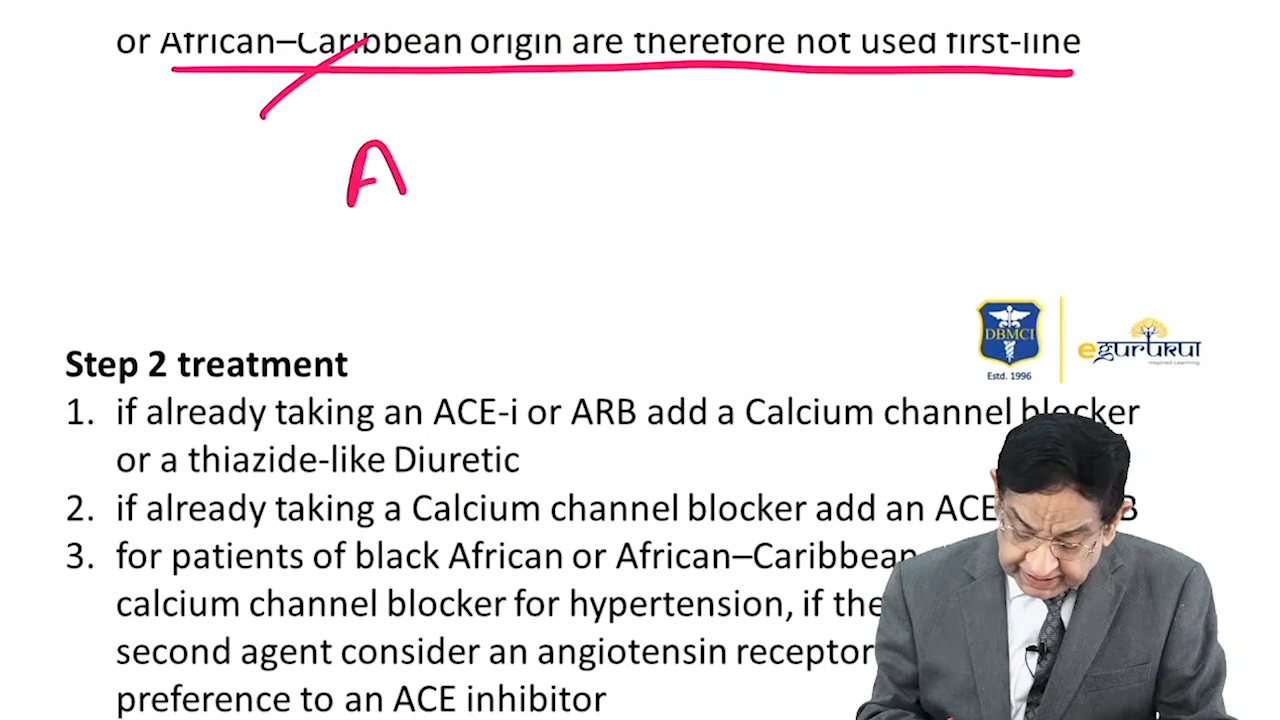 or African–Caribbean origin are therefore not used first-line
A
DBMCI
Estd. 1996
egurukul
Inspired Learning
Step 2 treatment
1. if already taking an ACE-i or ARB add a Calcium channel blocker
or a thiazide-like Diuretic
2. if already taking a Calcium channel blocker add an ACE
3. for patients of black African or African–Caribbean
calcium channel blocker for hypertension, if the
second agent consider an angiotensin receptor
preference to an ACE inhibitor